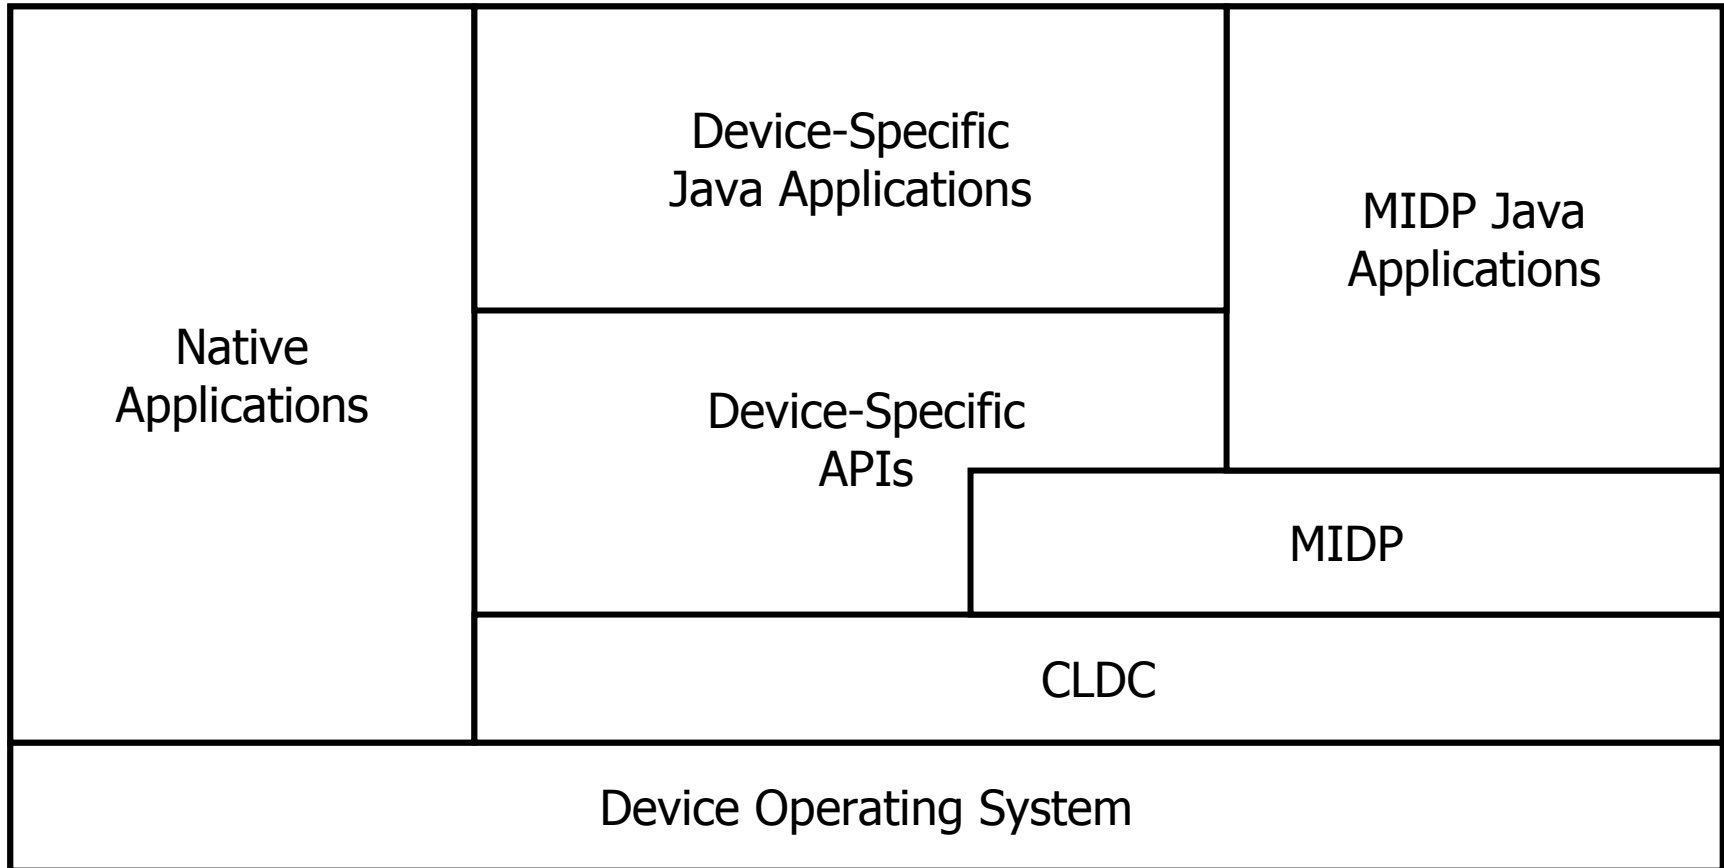 Device-Specific
Java Applications
MIDP Java
Applications
Native
Applications
Device-Specific
APIs
MIDP
CLDC
Device Operating System